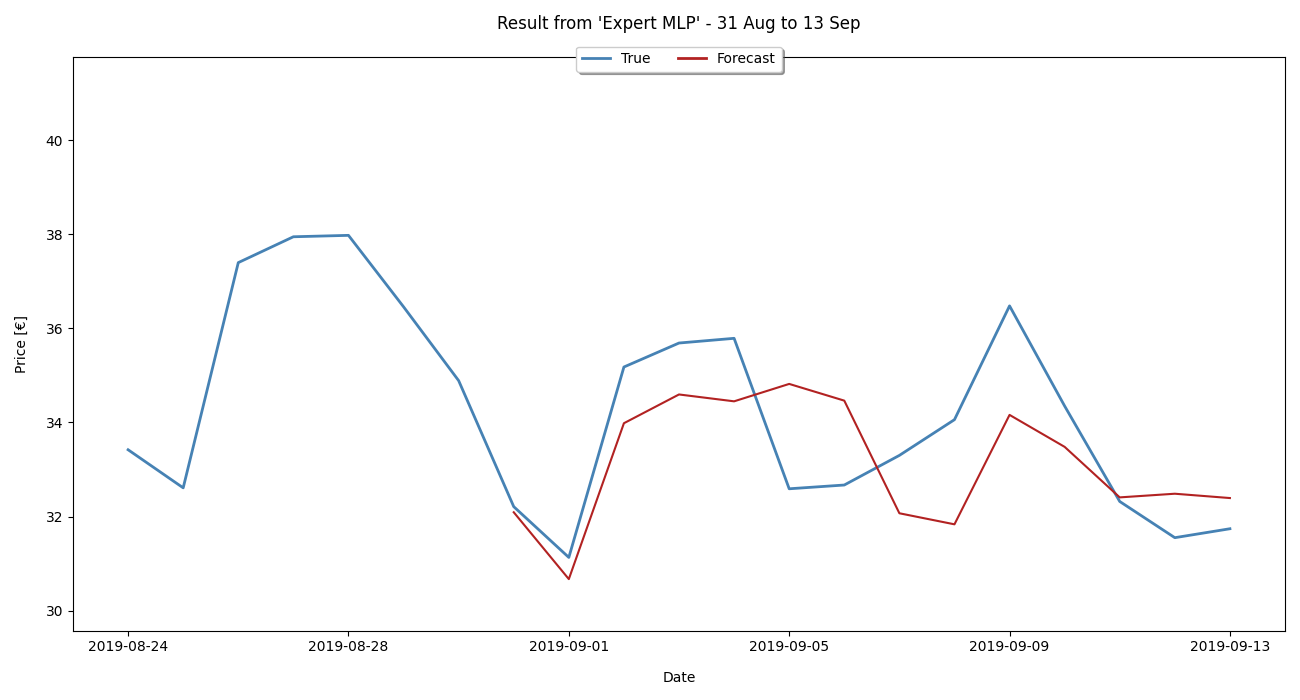 Result from 'Expert MLP' - 31 Aug to 13 Sep
True Forecast
40
38
36
34
32
30
Price [€]
2019-08-24 2019-08-28 2019-09-01 2019-09-05 2019-09-09 2019-09-13
Date